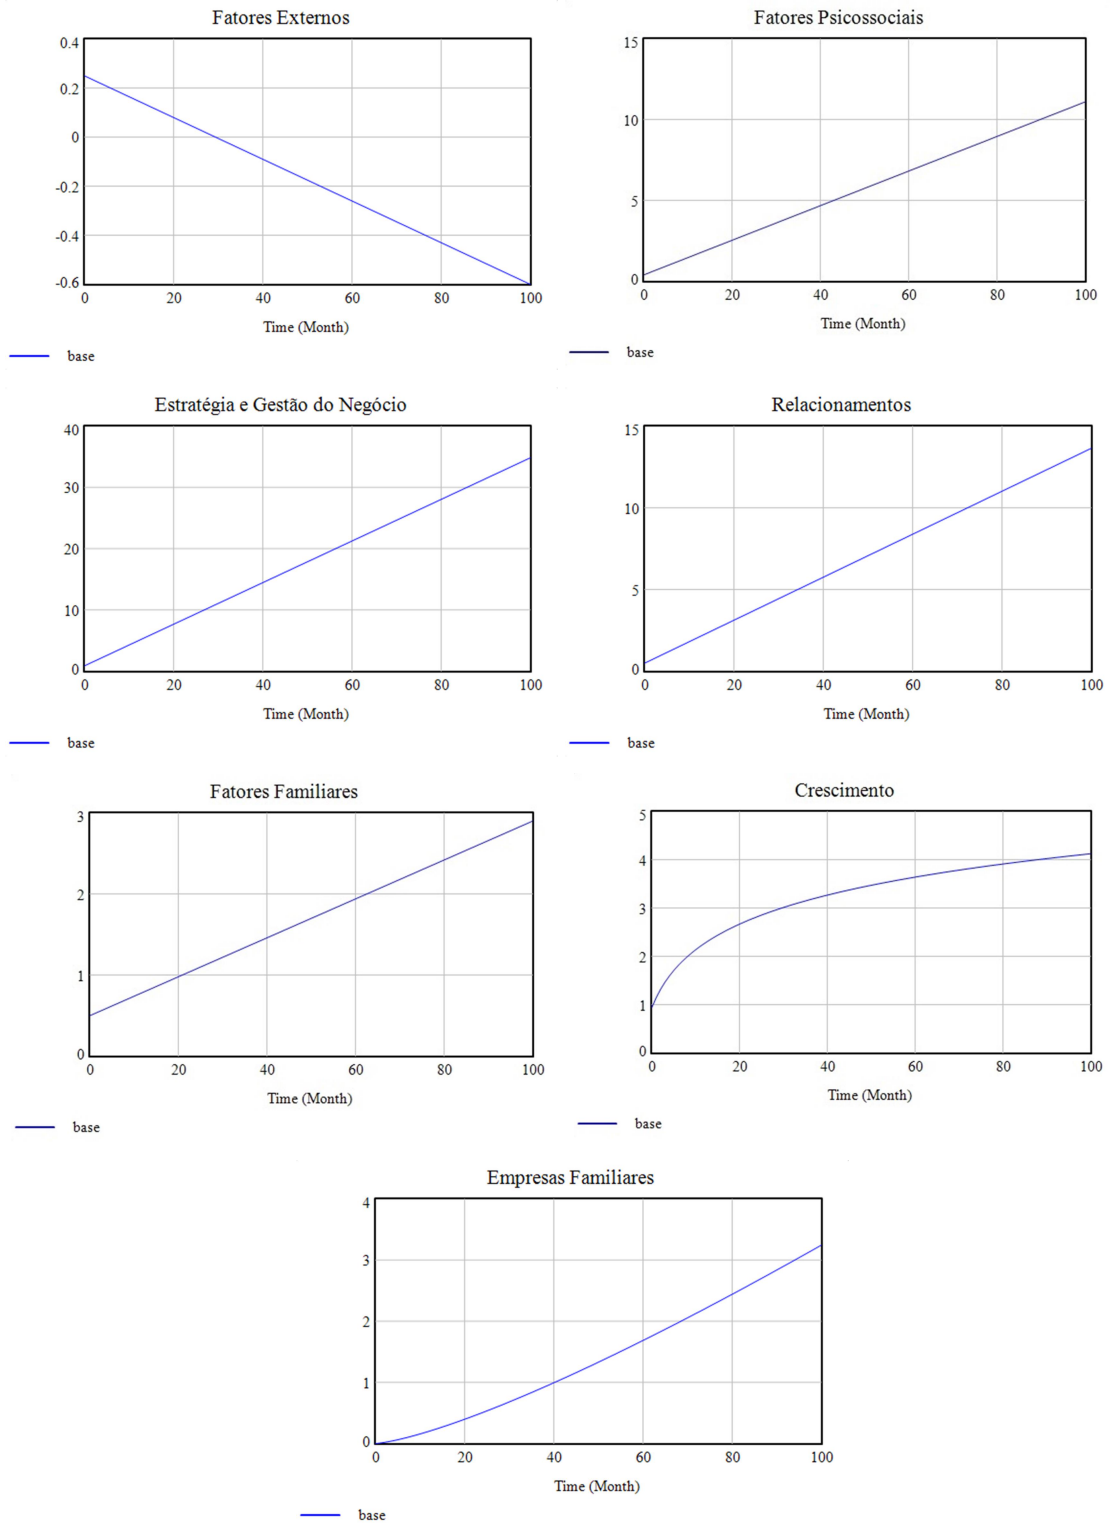 Fatores Externos
0.4
0.2
0
-0.2
-0.4
-0.6
0 20 40 60 80 100
Time (Month)
base
Fatores Psicossociais
15
10
5
0
0 20 40 60 80 100
Time (Month)
base
Estratégia e Gestão do Negócio
40
30
20
10
0
0 20 40 60 80 100
Time (Month)
base
Relacionamentos
15
10
5
0
0 20 40 60 80 100
Time (Month)
base
Fatores Familiares
3
2
1
0
0 20 40 60 80 100
Time (Month)
base
Crescimento
5
4
3
2
1
0
0 20 40 60 80 100
Time (Month)
base
Empresas Familiares
4
3
2
1
0
0 20 40 60 80 100
Time (Month)
base